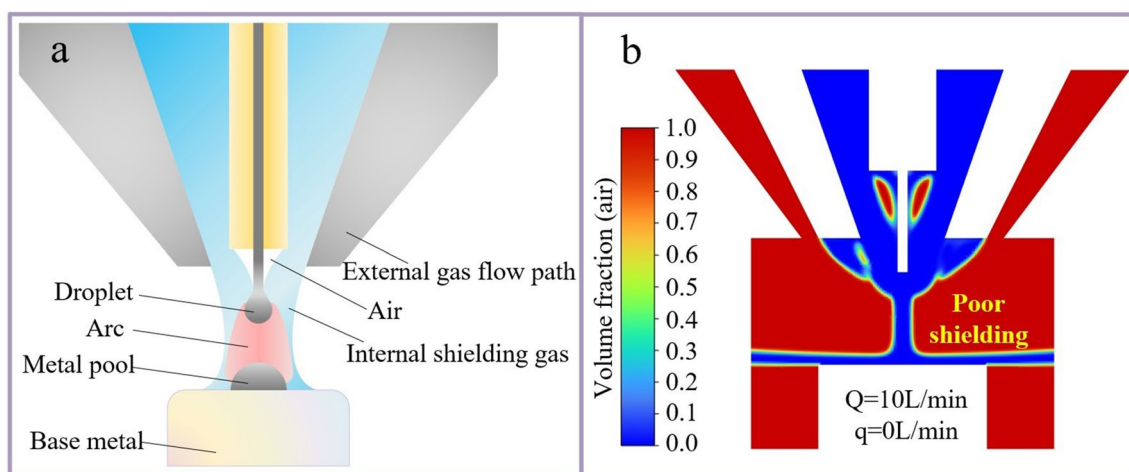 a
Droplet
Arc
Metal pool
Base metal
External gas flow path
Air
Internal shielding gas
b
Volume fraction (air)
1.0
0.9
0.8
0.7
0.6
0.5
0.4
0.3
0.2
0.1
0.0
Poor
shielding
Q=10L/min
q=0L/min